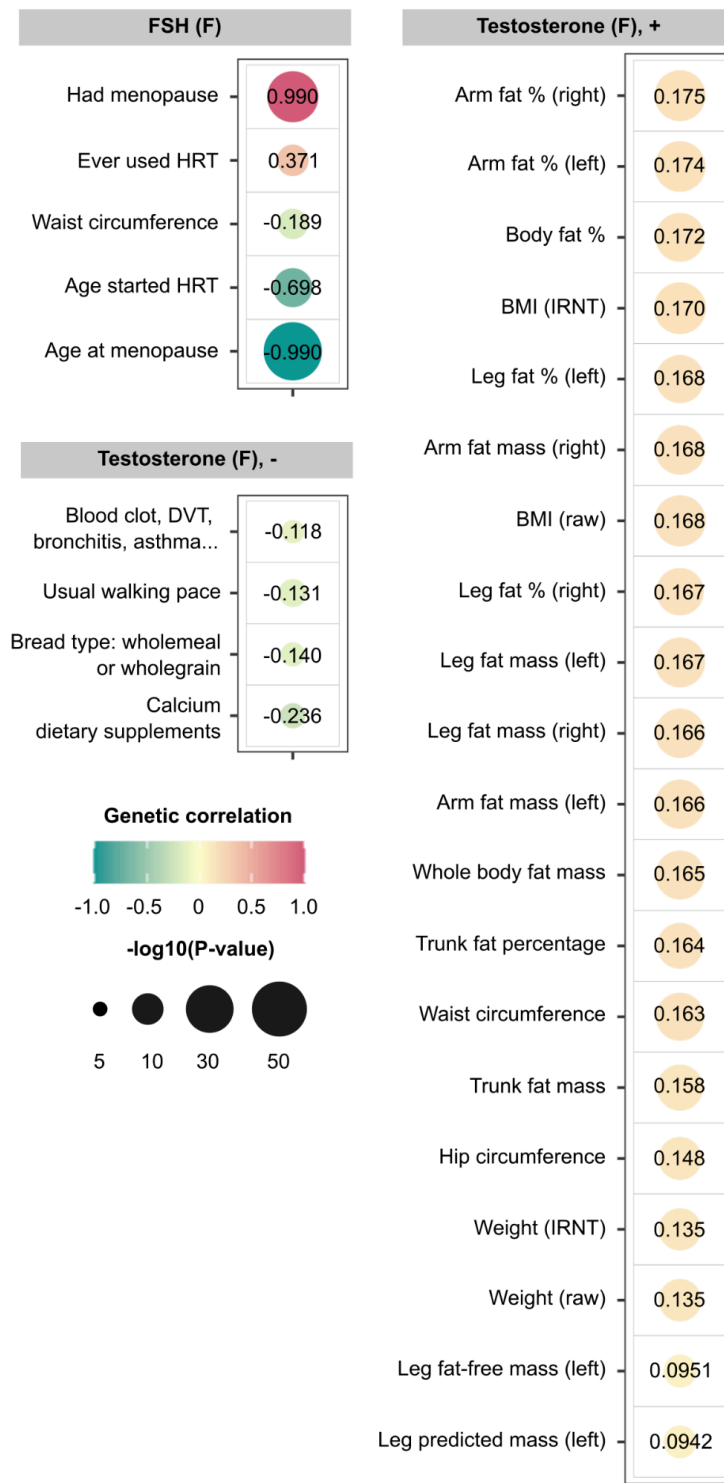 FSH (F)
Had menopause
0.990
Ever used HRT
0.371
Waist circumference
-0.189
Age started HRT
-0.698
Age at menopause
-0.990
Testosterone (F), -
Blood clot, DVT,
bronchitis, asthma...
-0.118
Usual walking pace
-0.131
Bread type: wholemeal
or wholegrain
-0.140
Calcium
dietary supplements
-0.236
Genetic correlation
-1.0 -0.5 0 0.5 1.0
-log10(P-value)
5 10 30 50
Testosterone (F), +
Arm fat % (right)
0.175
Arm fat % (left)
0.174
Body fat %
0.172
BMI (IRNT)
0.170
Leg fat % (left)
0.168
Arm fat mass (right)
0.168
BMI (raw)
0.168
Leg fat % (right)
0.167
Leg fat mass (left)
0.167
Leg fat mass (right)
0.166
Arm fat mass (left)
0.166
Whole body fat mass
0.165
Trunk fat percentage
0.164
Waist circumference
0.163
Trunk fat mass
0.158
Hip circumference
0.148
Weight (IRNT)
0.135
Weight (raw)
0.135
Leg fat-free mass (left)
0.0951
Leg predicted mass (left)
0.0942